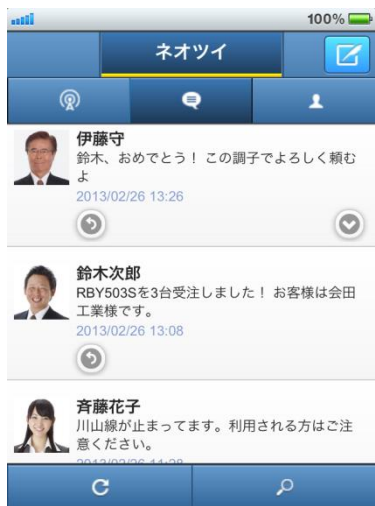 100%
ネオツイ
伊藤守
鈴木、おめでとう！ この調子でよろしく頼む
よ
2013/02/26 13:26
鈴木次郎
RBY503Sを3台受注しました！ お客様は会田
工業様です。
2013/02/26 13:08
斉藤花子
川山線が止まってます。利用される方はご注
意ください。